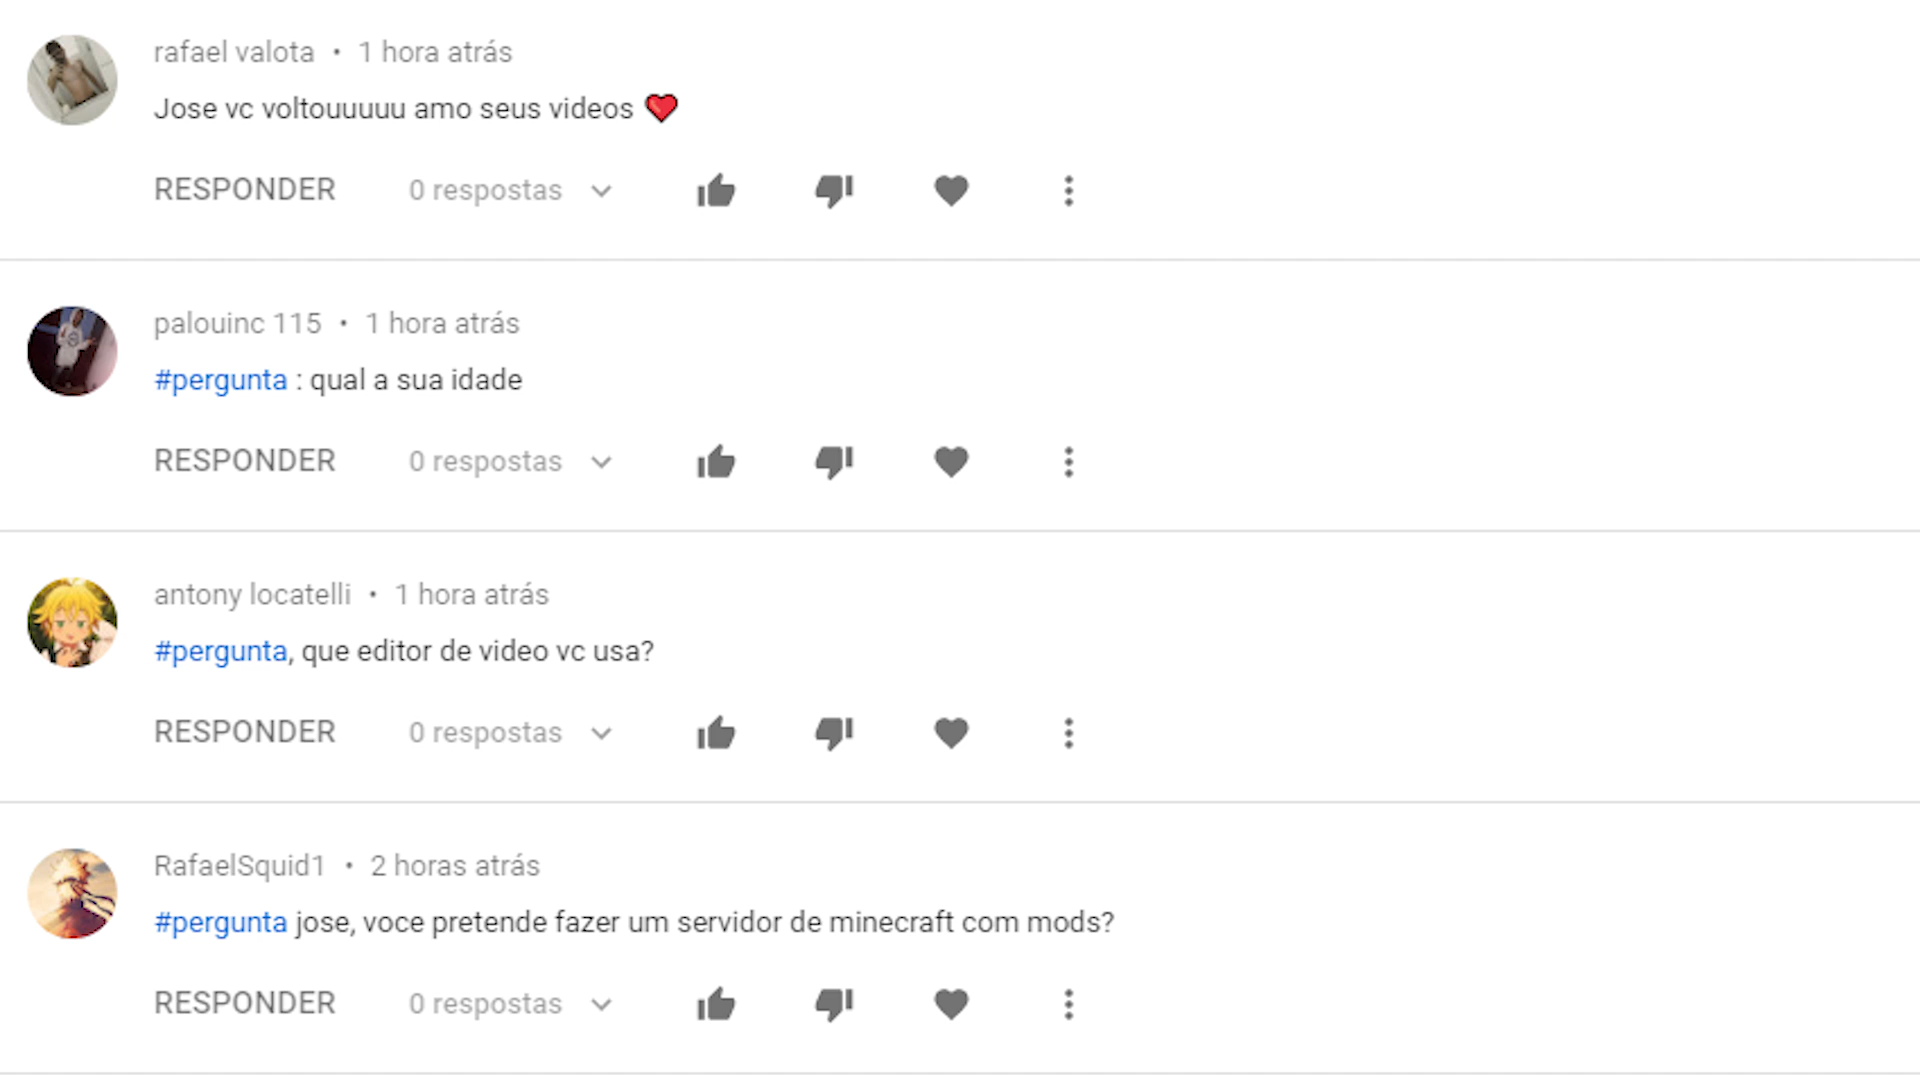 rafael valota • 1 hora atrás
Jose vc voltouuuuu amo seus videos ❤
RESPONDER 0 respostas
palouinc 115 • 1 hora atrás
#pergunta : qual a sua idade
RESPONDER 0 respostas
antony locatelli • 1 hora atrás
#pergunta, que editor de video vc usa?
RESPONDER 0 respostas
RafaelSquid1 • 2 horas atrás
#pergunta jose, voce pretende fazer um servidor de minecraft com mods?
RESPONDER 0 respostas